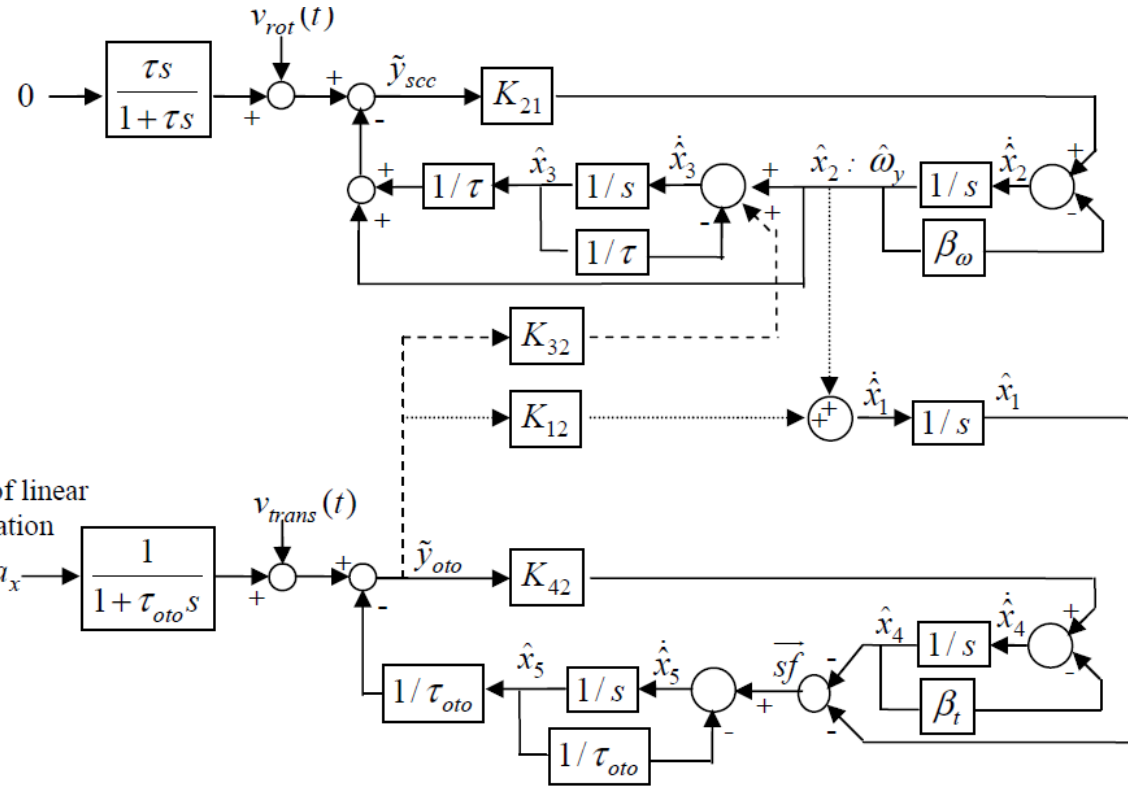 v_rot(t)
0
τs / 1 + τs
+
+
-
ỹ_scc
K_21
+
+
1/τ
x̂_3
1/s
x̂̇_3
+
+
-
x̂_2 : ω̂_y
1/s
x̂̇_2
+
-
1/τ
β_ω
K_32
K_12
+
+
x̂̇_1
1/s
x̂_1
of linear
ation
a_x
1 / 1 + τ_oto s
v_trans(t)
+
+
-
ỹ_oto
K_42
+
-
x̂_4
1/s
x̂̇_4
β_t
1/τ_oto
x̂_5
1/s
x̂̇_5
+
-
sf
-
-
1/τ_oto